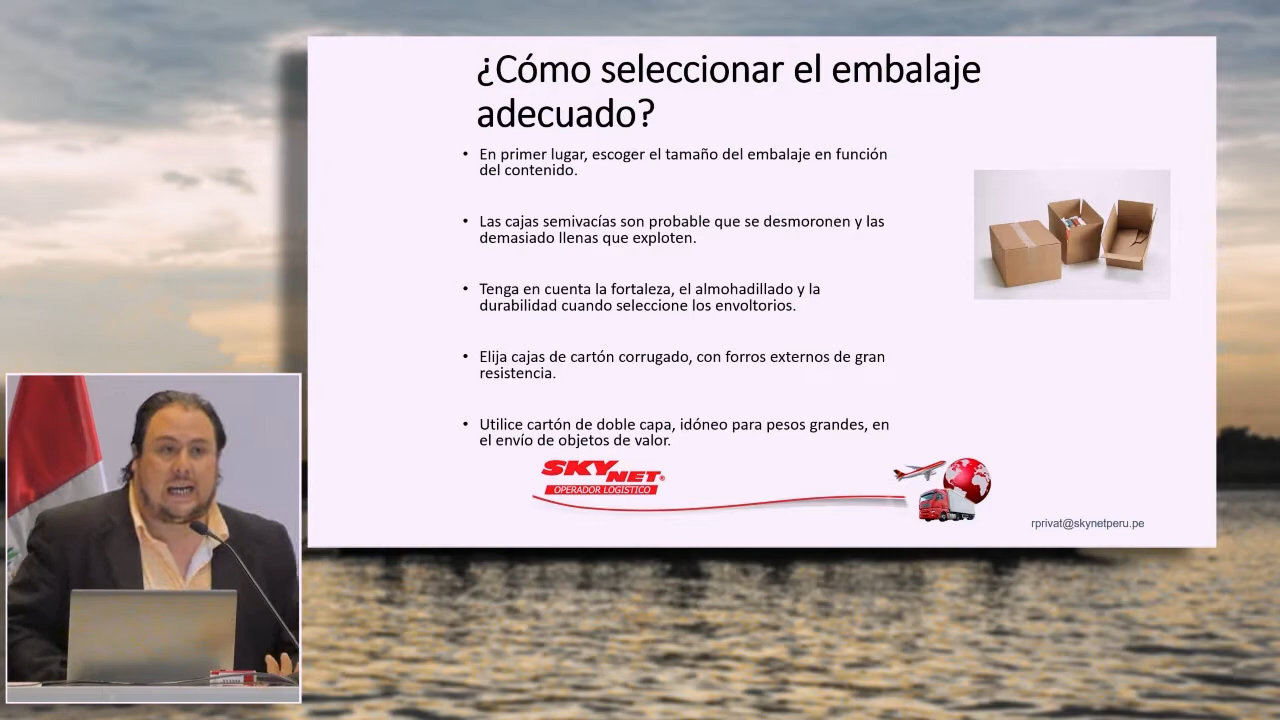 ¿Cómo seleccionar el embalaje
adecuado?
• En primer lugar, escoger el tamaño del embalaje en función
del contenido.
• Las cajas semivacías son probable que se desmoronen y las
demasiado llenas que exploten.
• Tenga en cuenta la fortaleza, el almohadillado y la
durabilidad cuando seleccione los envoltorios.
• Elija cajas de cartón corrugado, con forros externos de gran
resistencia.
• Utilice cartón de doble capa, idóneo para pesos grandes, en
el envío de objetos de valor.
SKY NET®
OPERADOR LOGISTICO
rprivat@skynetperu.pe